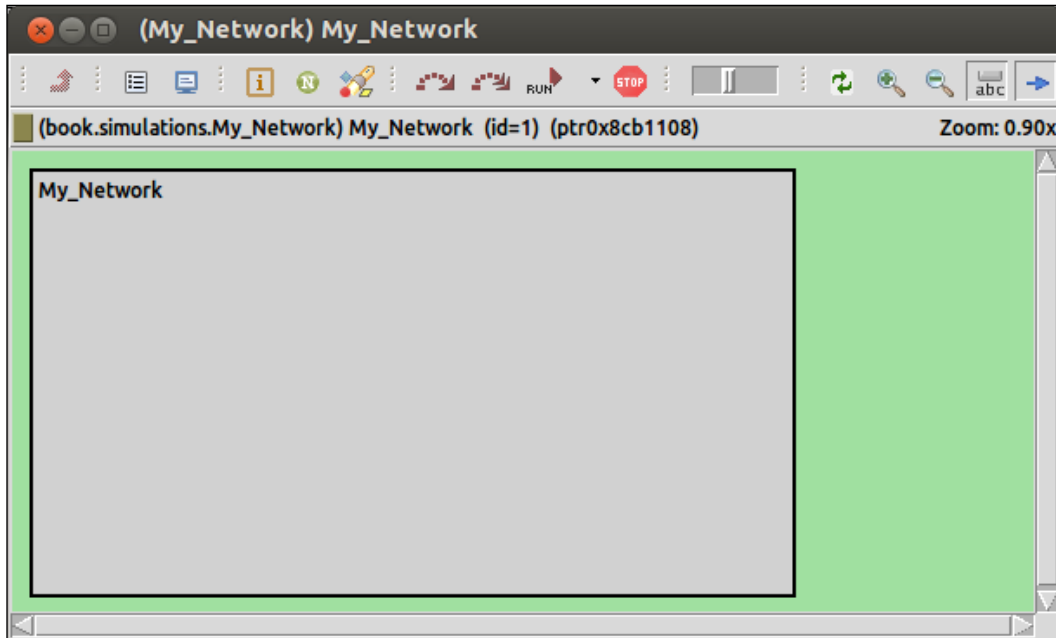 (My_Network) My_Network
i N RUN STOP abc
(book.simulations.My_Network) My_Network (id=1) (ptr0x8cb1108) Zoom: 0.90x
My_Network